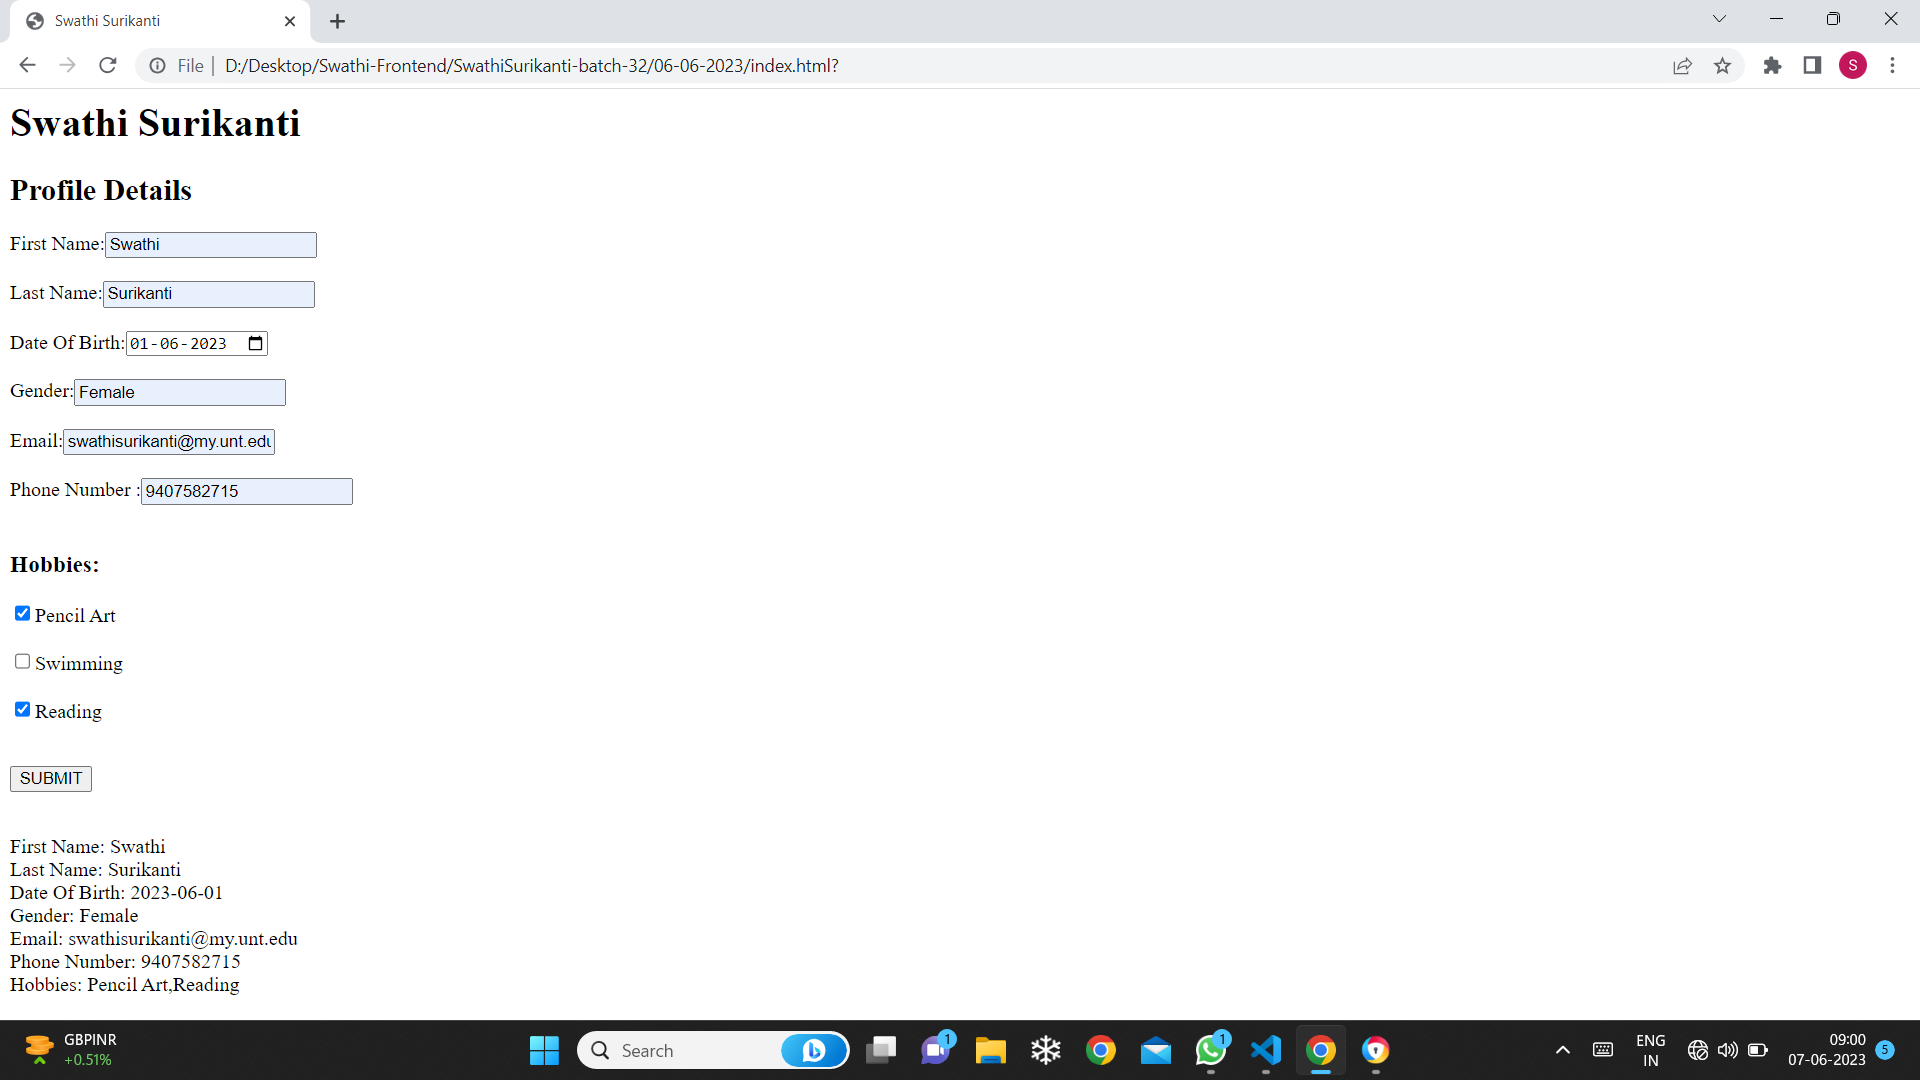 Swathi Surikanti
File | D:/Desktop/Swathi-Frontend/SwathiSurikanti-batch-32/06-06-2023/index.html?
S
Swathi Surikanti
Profile Details
First Name: Swathi
Last Name: Surikanti
Date Of Birth: 01-06-2023
Gender: Female
Email: swathisurikanti@my.unt.edu
Phone Number : 9407582715
Hobbies:
Pencil Art
Swimming
Reading
SUBMIT
First Name: Swathi
Last Name: Surikanti
Date Of Birth: 2023-06-01
Gender: Female
Email: swathisurikanti@my.unt.edu
Phone Number: 9407582715
Hobbies: Pencil Art,Reading
GBPINR
+0.51%
Search
1
1
ENG
IN
09:00
07-06-2023
5